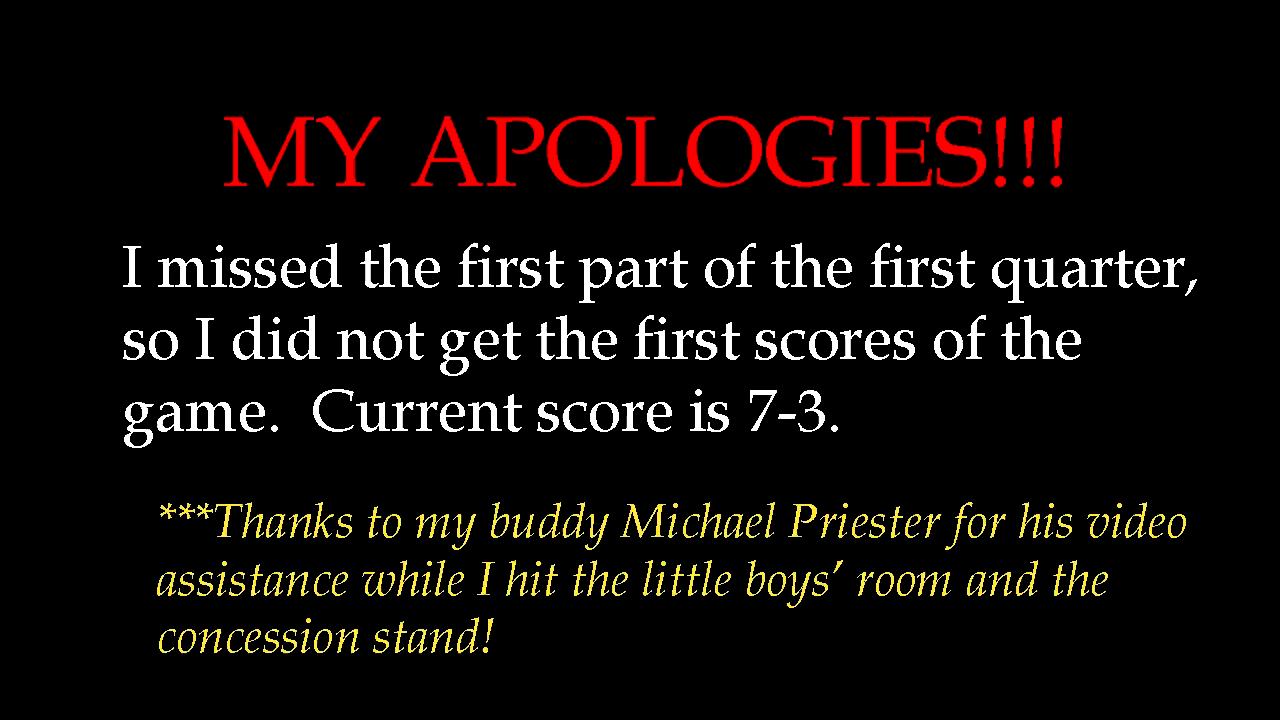 MY APOLOGIES!!!
I missed the first part of the first quarter,
so I did not get the first scores of the
game.  Current score is 7-3.
***Thanks to my buddy Michael Priester for his video
assistance while I hit the little boys’ room and the
concession stand!